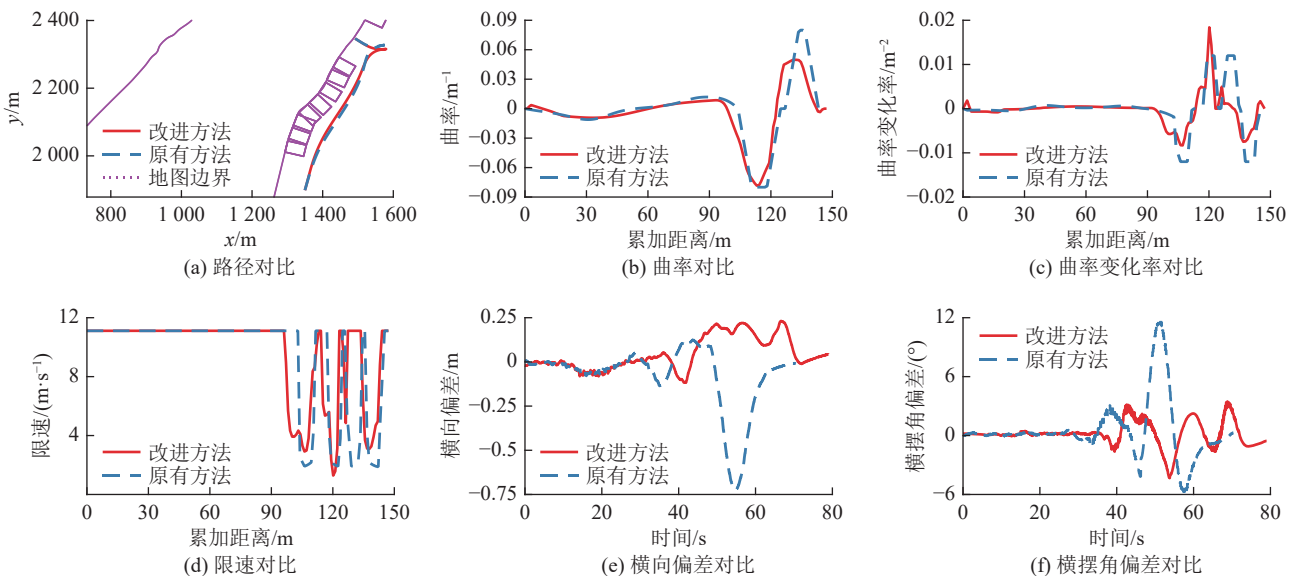 2 400
2 200
2 000
y/m
改进方法
原有方法
地图边界
800
1 000
1 200
1 400
1 600
x/m
(a) 路径对比
0.09
0.06
0.03
0
−0.03
−0.06
−0.09
曲率/m⁻¹
改进方法
原有方法
0
30
60
90
120
150
累加距离/m
(b) 曲率对比
0.02
0.01
0
−0.01
−0.02
曲率变化率/m⁻²
改进方法
原有方法
0
30
60
90
120
150
累加距离/m
(c) 曲率变化率对比
12
8
4
限速/(m·s⁻¹)
改进方法
原有方法
0
30
60
90
120
150
累加距离/m
(d) 限速对比
0.25
0
−0.25
−0.5
−0.75
横向偏差/m
改进方法
原有方法
0
20
40
60
80
时间/s
(e) 横向偏差对比
12
6
0
−6
横摆角偏差/(°)
改进方法
原有方法
0
20
40
60
80
时间/s
(f) 横摆角偏差对比